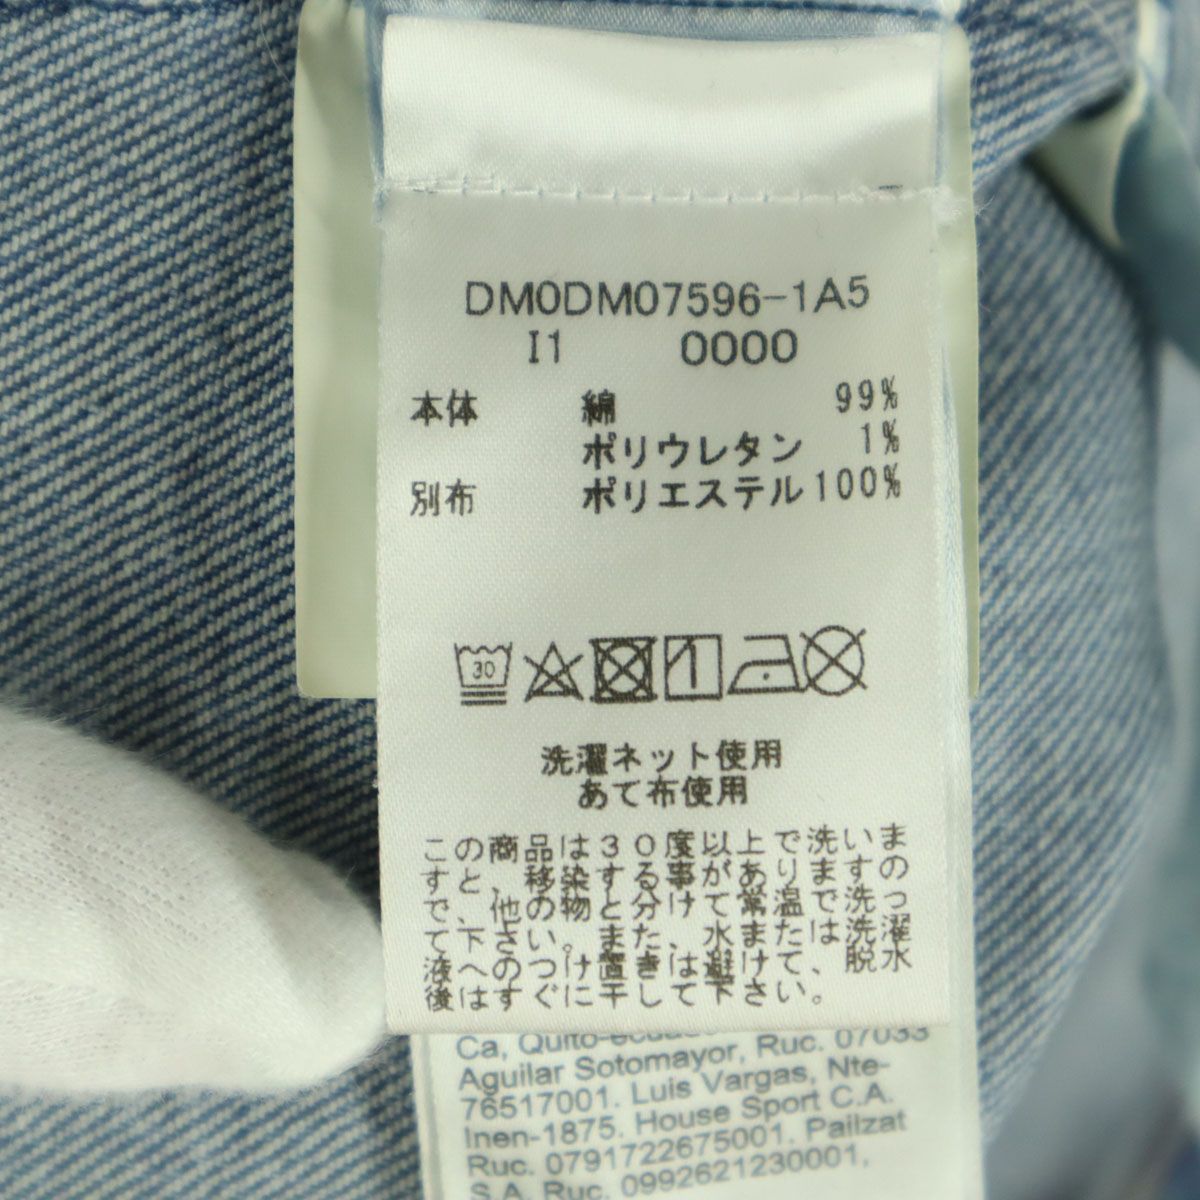 DM0DM07596-1A5
I1 0000
本体 綿 99%
ポリウレタン 1%
別布 ポリエステル 100%
30
洗濯ネット使用
あて布使用
この商品は30度以上で洗いま
すと、移染する事がありますの
で、他の物と分けて常温で洗っ
て下さい。また、水または洗濯
液へのつけ置きは避けて、脱水
後はすぐに干して下さい。
Ca, Quito-ecuado
Aguilar Sotomayor, Ruc. 07033
76517001. Luis Vargas, Nte-
Inen-1875. House Sport C.A.
Ruc. 0791722675001. Pailzat
S.A. Ruc. 0992621230001,